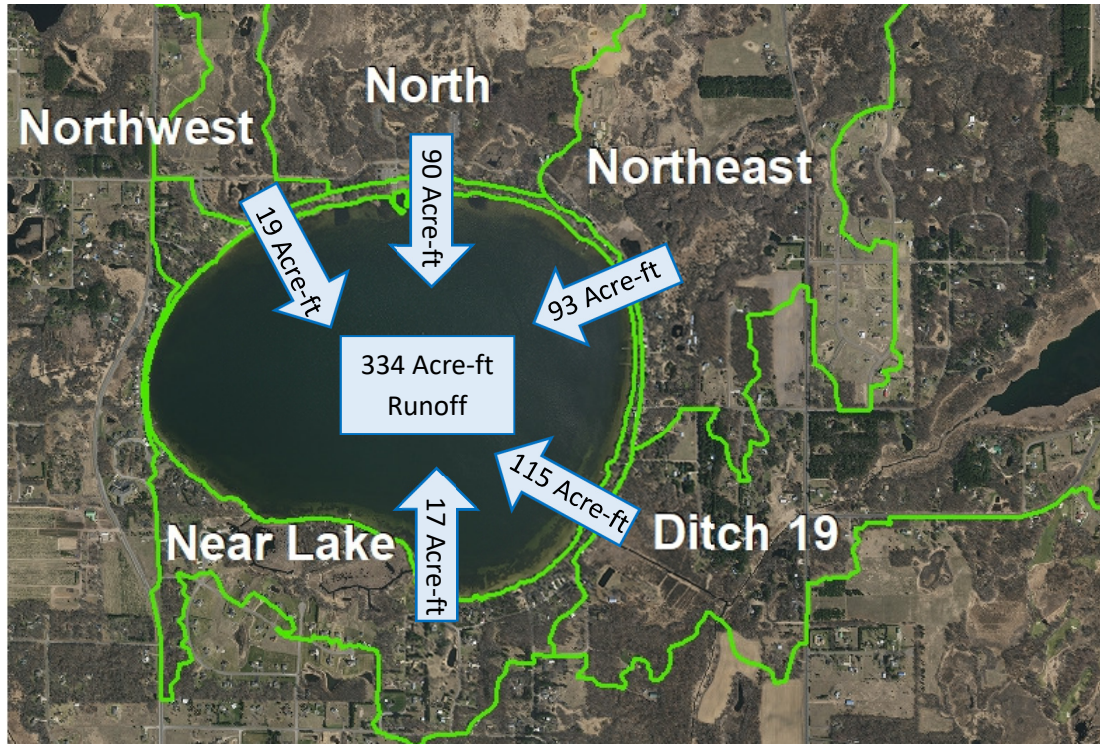 North
Northwest
Northeast
90 Acre-ft
19 Acre-ft
93 Acre-ft
334 Acre-ft
Runoff
115 Acre-ft
17 Acre-ft
Near Lake
Ditch 19